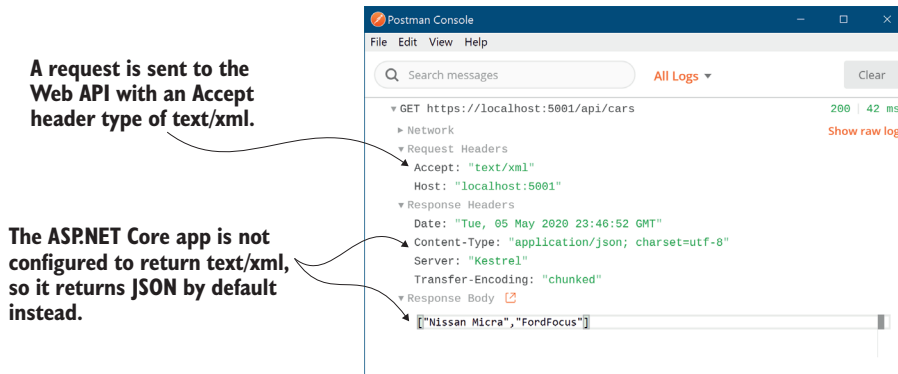 Postman Console
File Edit View Help
Search messages
All Logs
Clear
A request is sent to the
Web API with an Accept
header type of text/xml.
GET https://localhost:5001/api/cars
200 | 42 ms
Network
Show raw log
Request Headers
Accept: "text/xml"
Host: "localhost:5001"
Response Headers
Date: "Tue, 05 May 2020 23:46:52 GMT"
Content-Type: "application/json; charset=utf-8"
Server: "Kestrel"
Transfer-Encoding: "chunked"
Response Body
["Nissan Micra","FordFocus"]
The ASP.NET Core app is not
configured to return text/xml,
so it returns JSON by default
instead.